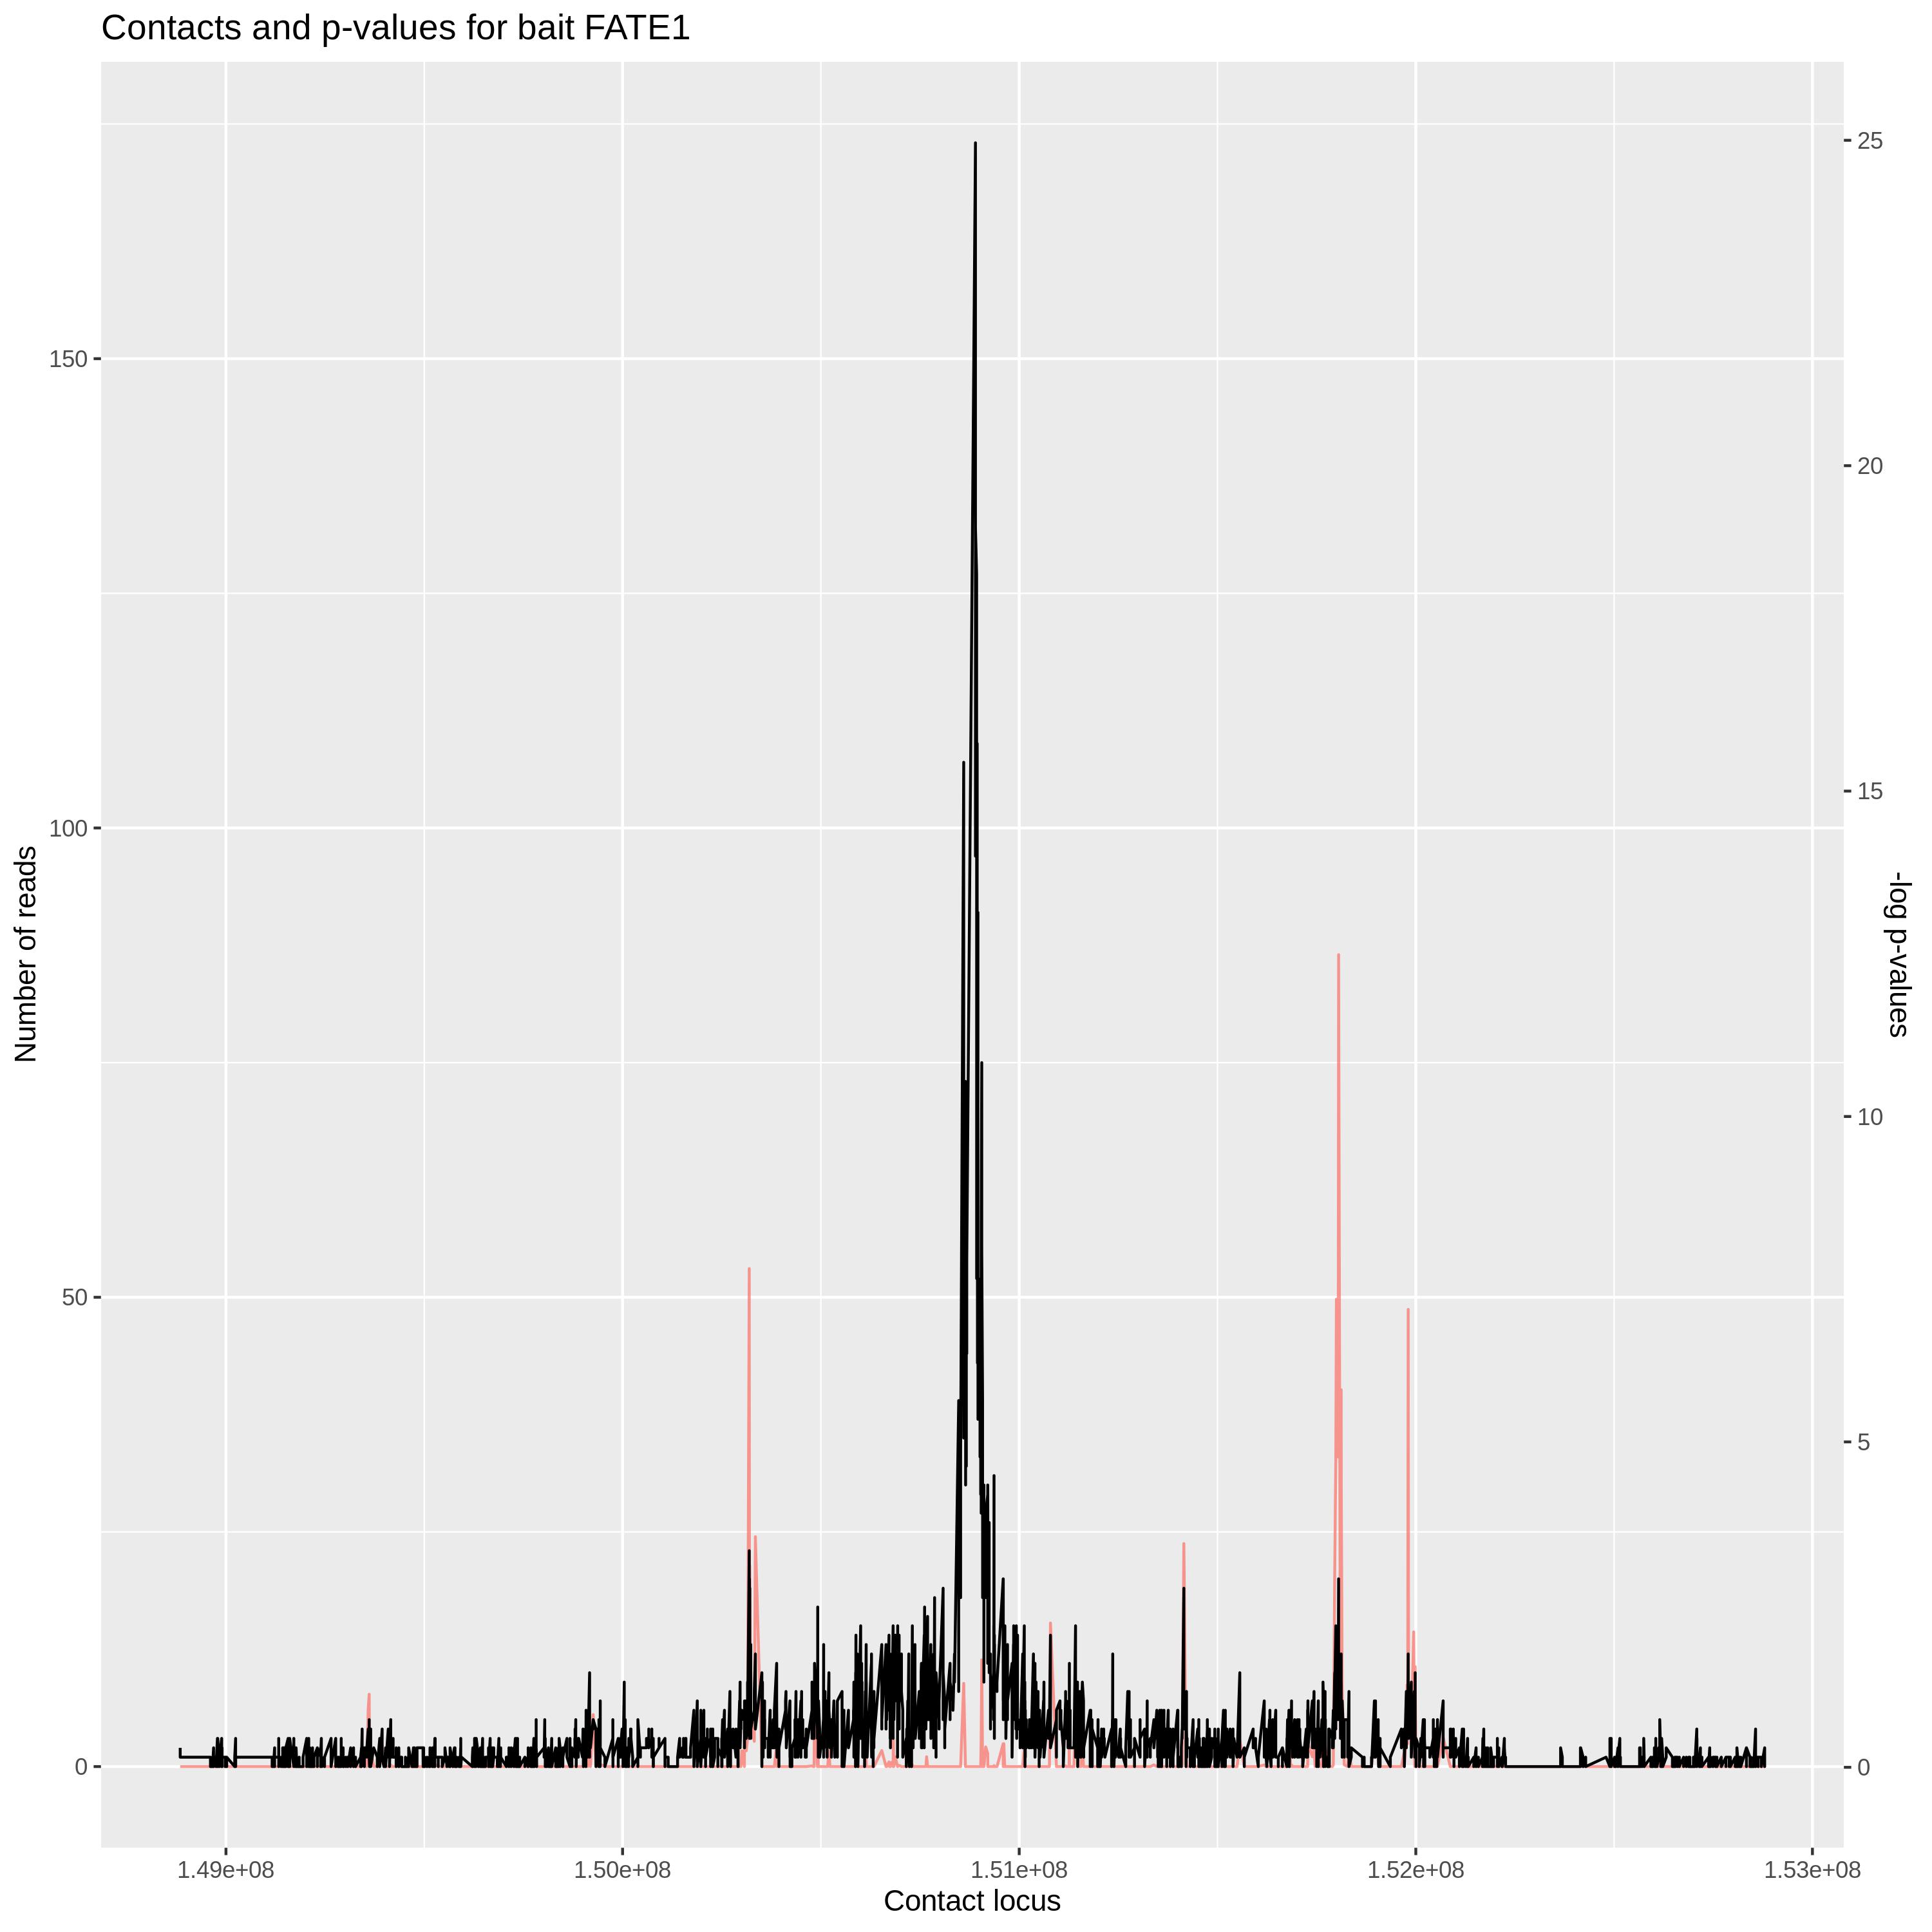 Contacts and p-values for bait FATE1
150
100
50
0
Number of reads
25
20
15
10
5
0
-log p-values
1.49e+08 1.50e+08 1.51e+08 1.52e+08 1.53e+08
Contact locus